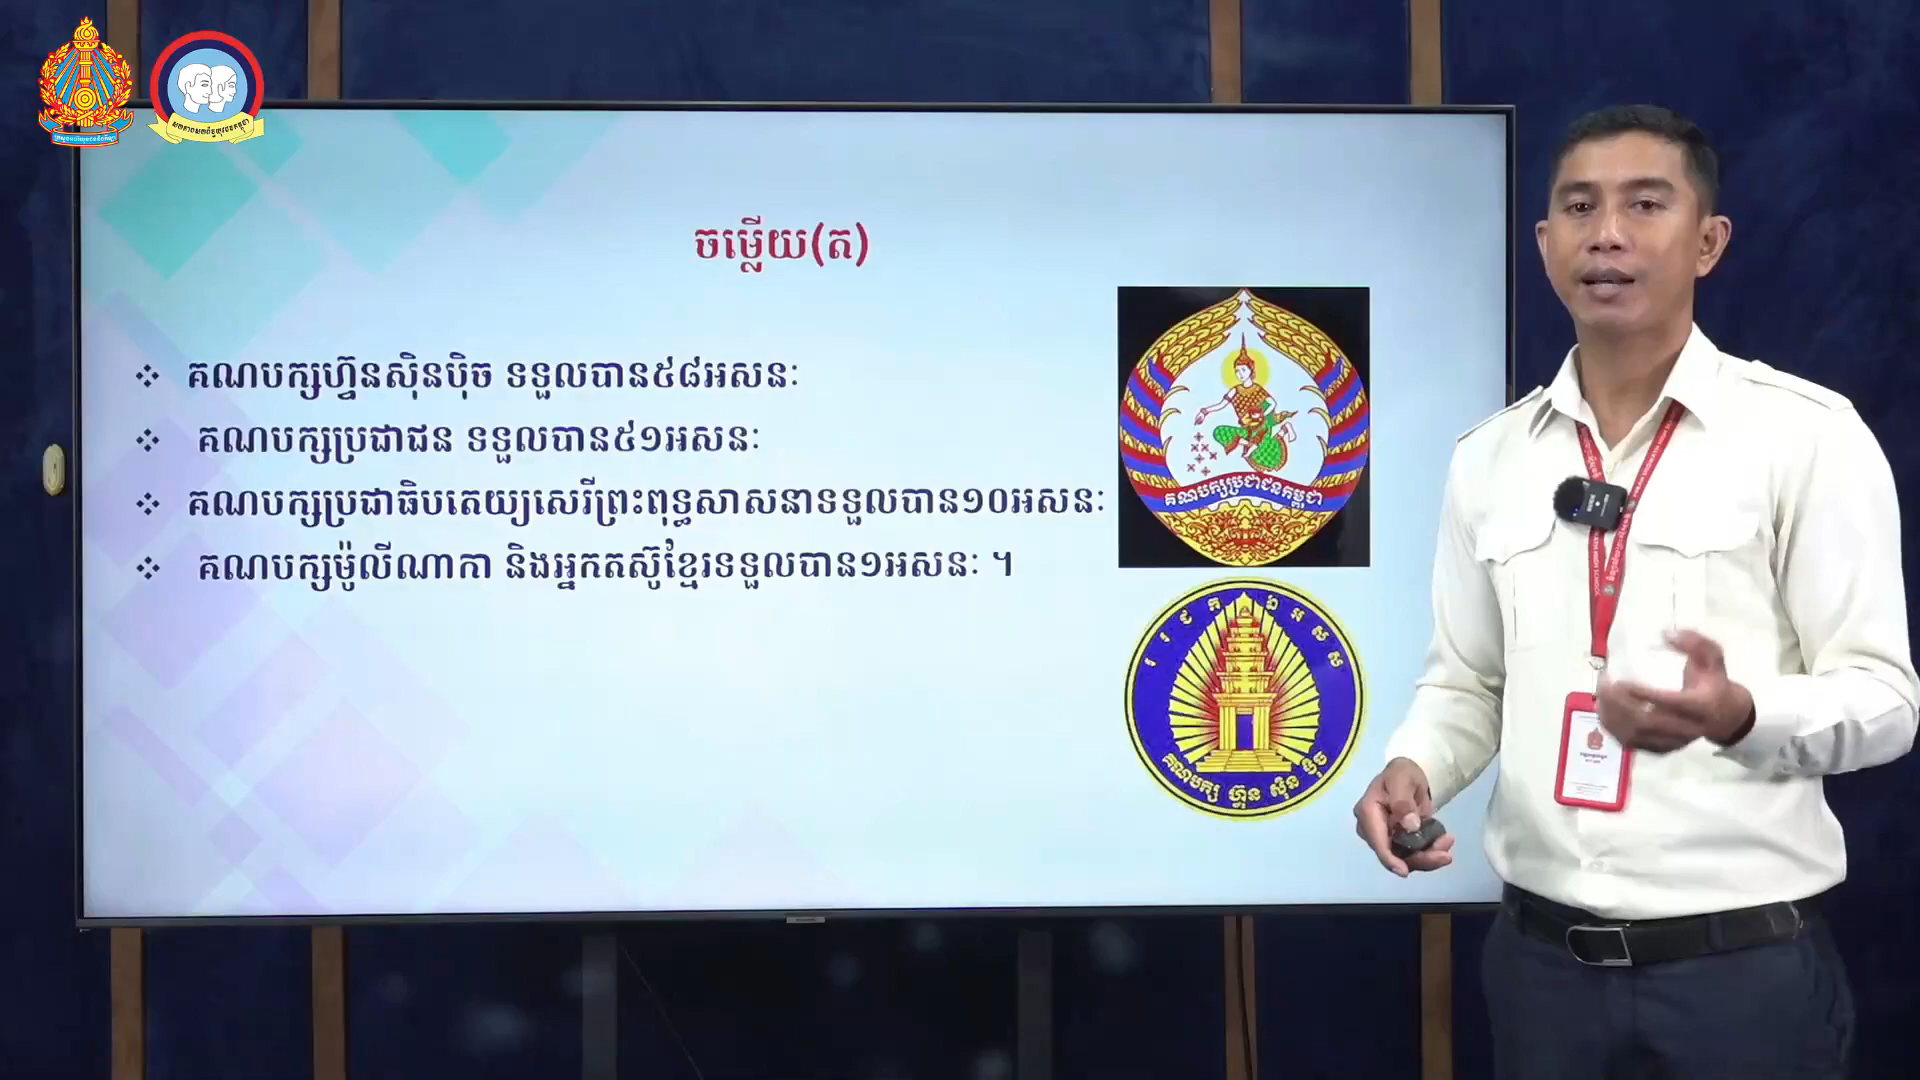 ចម្លើយ(ត)
❖ គណបក្សហ៊្វុនស៊ិនប៉ិច ទទួលបាន៥៨អសនៈ
❖ គណបក្សប្រជាជន ទទួលបាន៥១អសនៈ
❖ គណបក្សប្រជាធិបតេយ្យសេរីព្រះពុទ្ធសាសនាទទួលបាន១០អសនៈ
❖ គណបក្សម៉ូលីណាកា និងអ្នកតស៊ូខ្មែរទទួលបាន១អសនៈ ។
គណបក្សប្រជាជនកម្ពុជា
គណបក្ស ហ៊្វុន ស៊ិន ប៉ិច